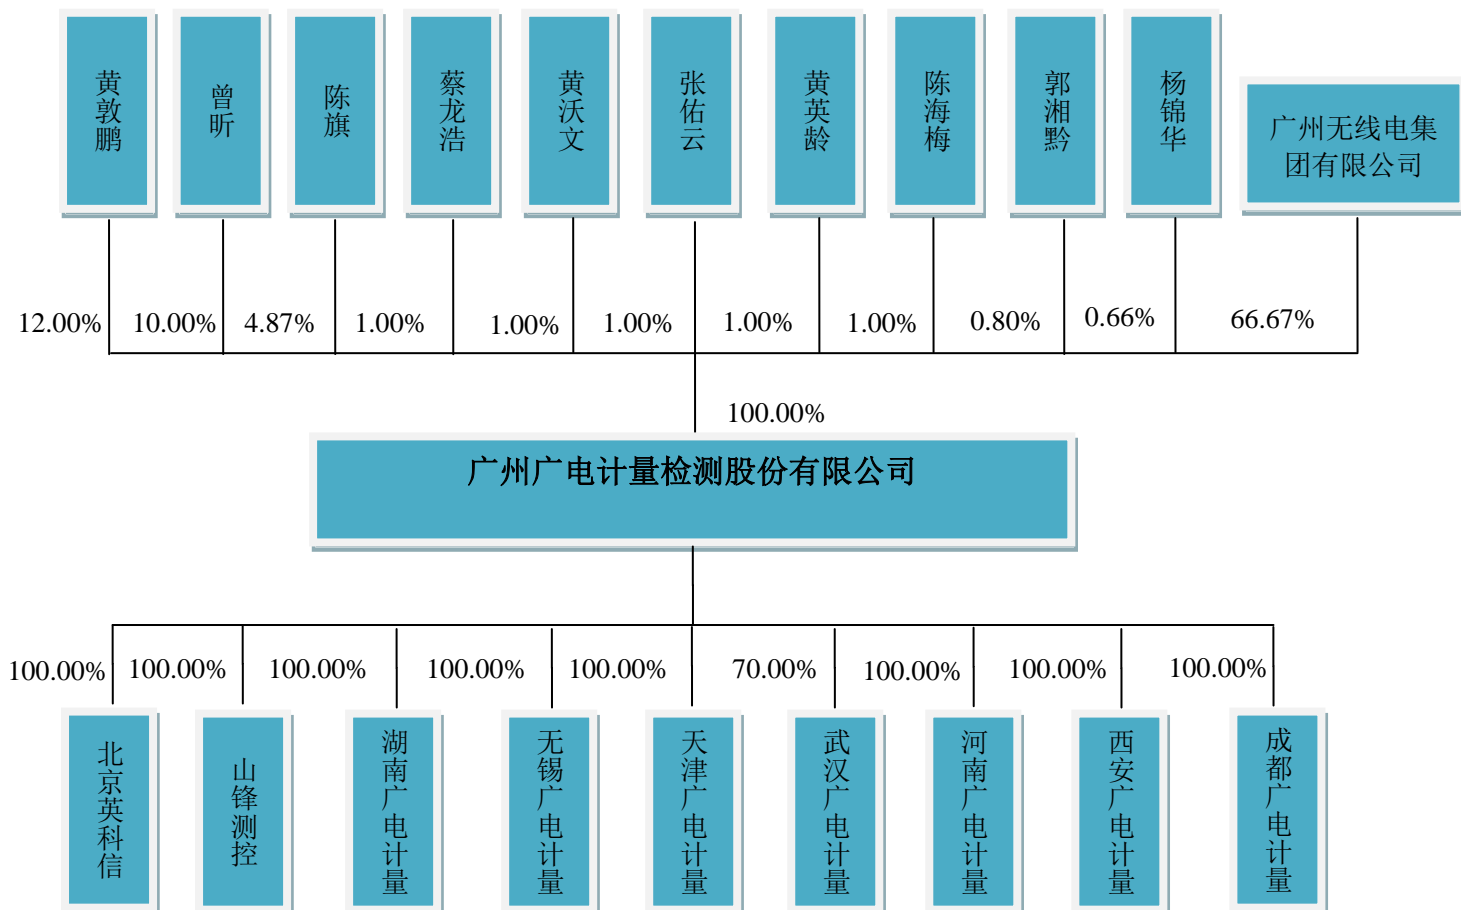 黄敦鹏
曾昕
陈旗
蔡龙浩
黄沃文
张佑云
黄英龄
陈海梅
郭湘黔
杨锦华
广州无线电集
团有限公司
12.00%
10.00%
4.87%
1.00%
1.00%
1.00%
1.00%
1.00%
0.80%
0.66%
66.67%
100.00%
广州广电计量检测股份有限公司
100.00%
100.00%
100.00%
100.00%
100.00%
70.00%
100.00%
100.00%
100.00%
北京英科信
山锋测控
湖南广电计量
无锡广电计量
天津广电计量
武汉广电计量
河南广电计量
西安广电计量
成都广电计量